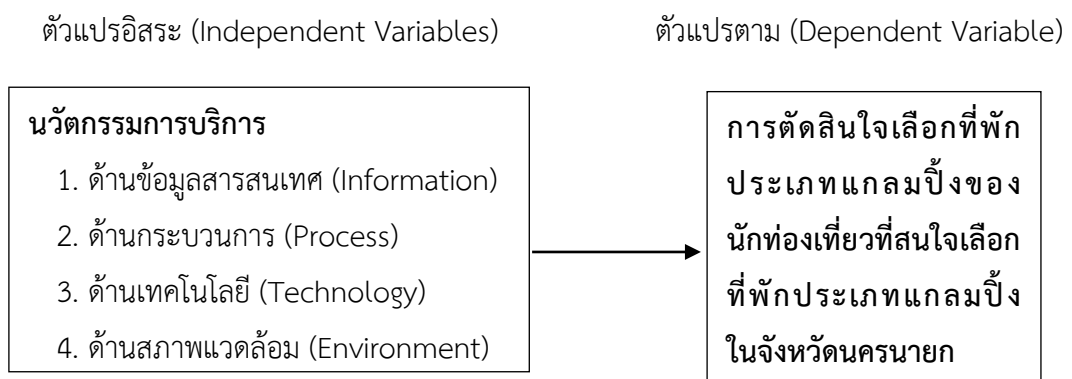 ตัวแปรอิสระ (Independent Variables)
ตัวแปรตาม (Dependent Variable)
นวัตกรรมการบริการ
1. ด้านข้อมูลสารสนเทศ (Information)
2. ด้านกระบวนการ (Process)
3. ด้านเทคโนโลยี (Technology)
4. ด้านสภาพแวดล้อม (Environment)
การตัดสินใจเลือกที่พัก
ประเภทแกลมปิ้งของ
นักท่องเที่ยวที่สนใจเลือก
ที่พักประเภทแกลมปิ้ง
ในจังหวัดนครนายก